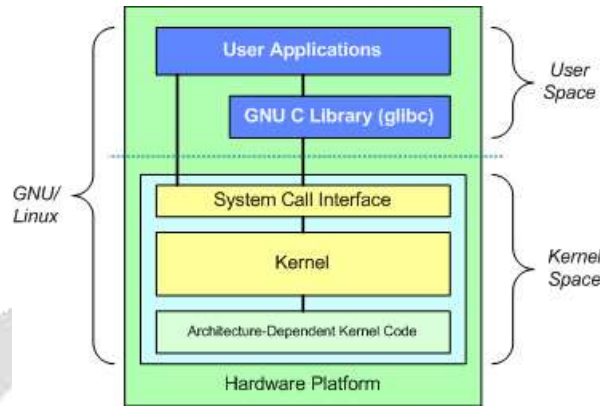 User Applications
GNU C Library (glibc)
User
Space
GNU/
Linux
System Call Interface
Kernel
Architecture-Dependent Kernel Code
Kernel
Space
Hardware Platform